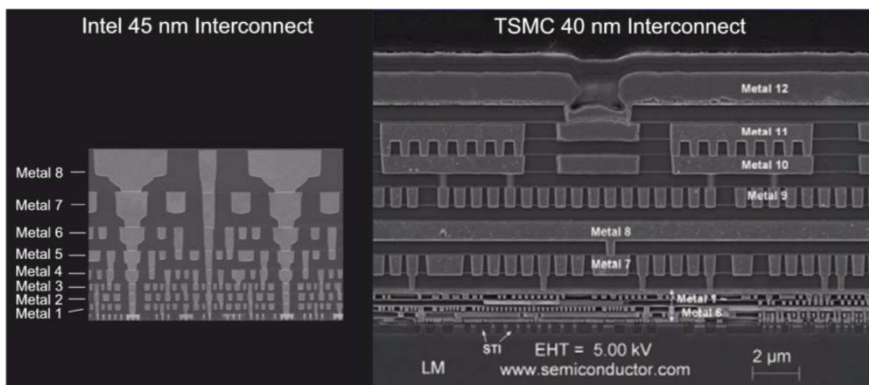 Intel 45 nm Interconnect
Metal 8
Metal 7
Metal 6
Metal 5
Metal 4
Metal 3
Metal 2
Metal 1
TSMC 40 nm Interconnect
Metal 12
Metal 11
Metal 10
Metal 9
Metal 8
Metal 7
Metal 1 -
Metal 6
STI
EHT = 5.00 kV
2 µm
LM
www.semiconductor.com